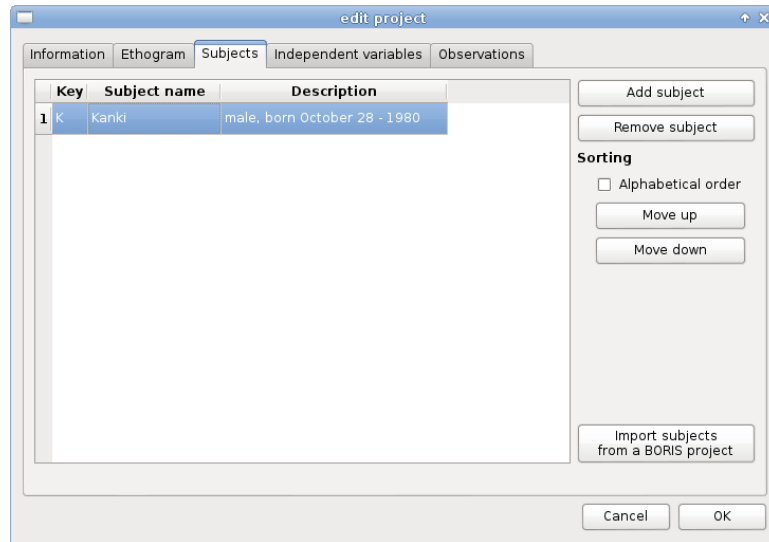 edit project
Information Ethogram Subjects Independent variables Observations
Key Subject name Description
1 K Kanki male, born October 28 - 1980
Add subject
Remove subject
Sorting
Alphabetical order
Move up
Move down
Import subjects
from a BORIS project
Cancel OK